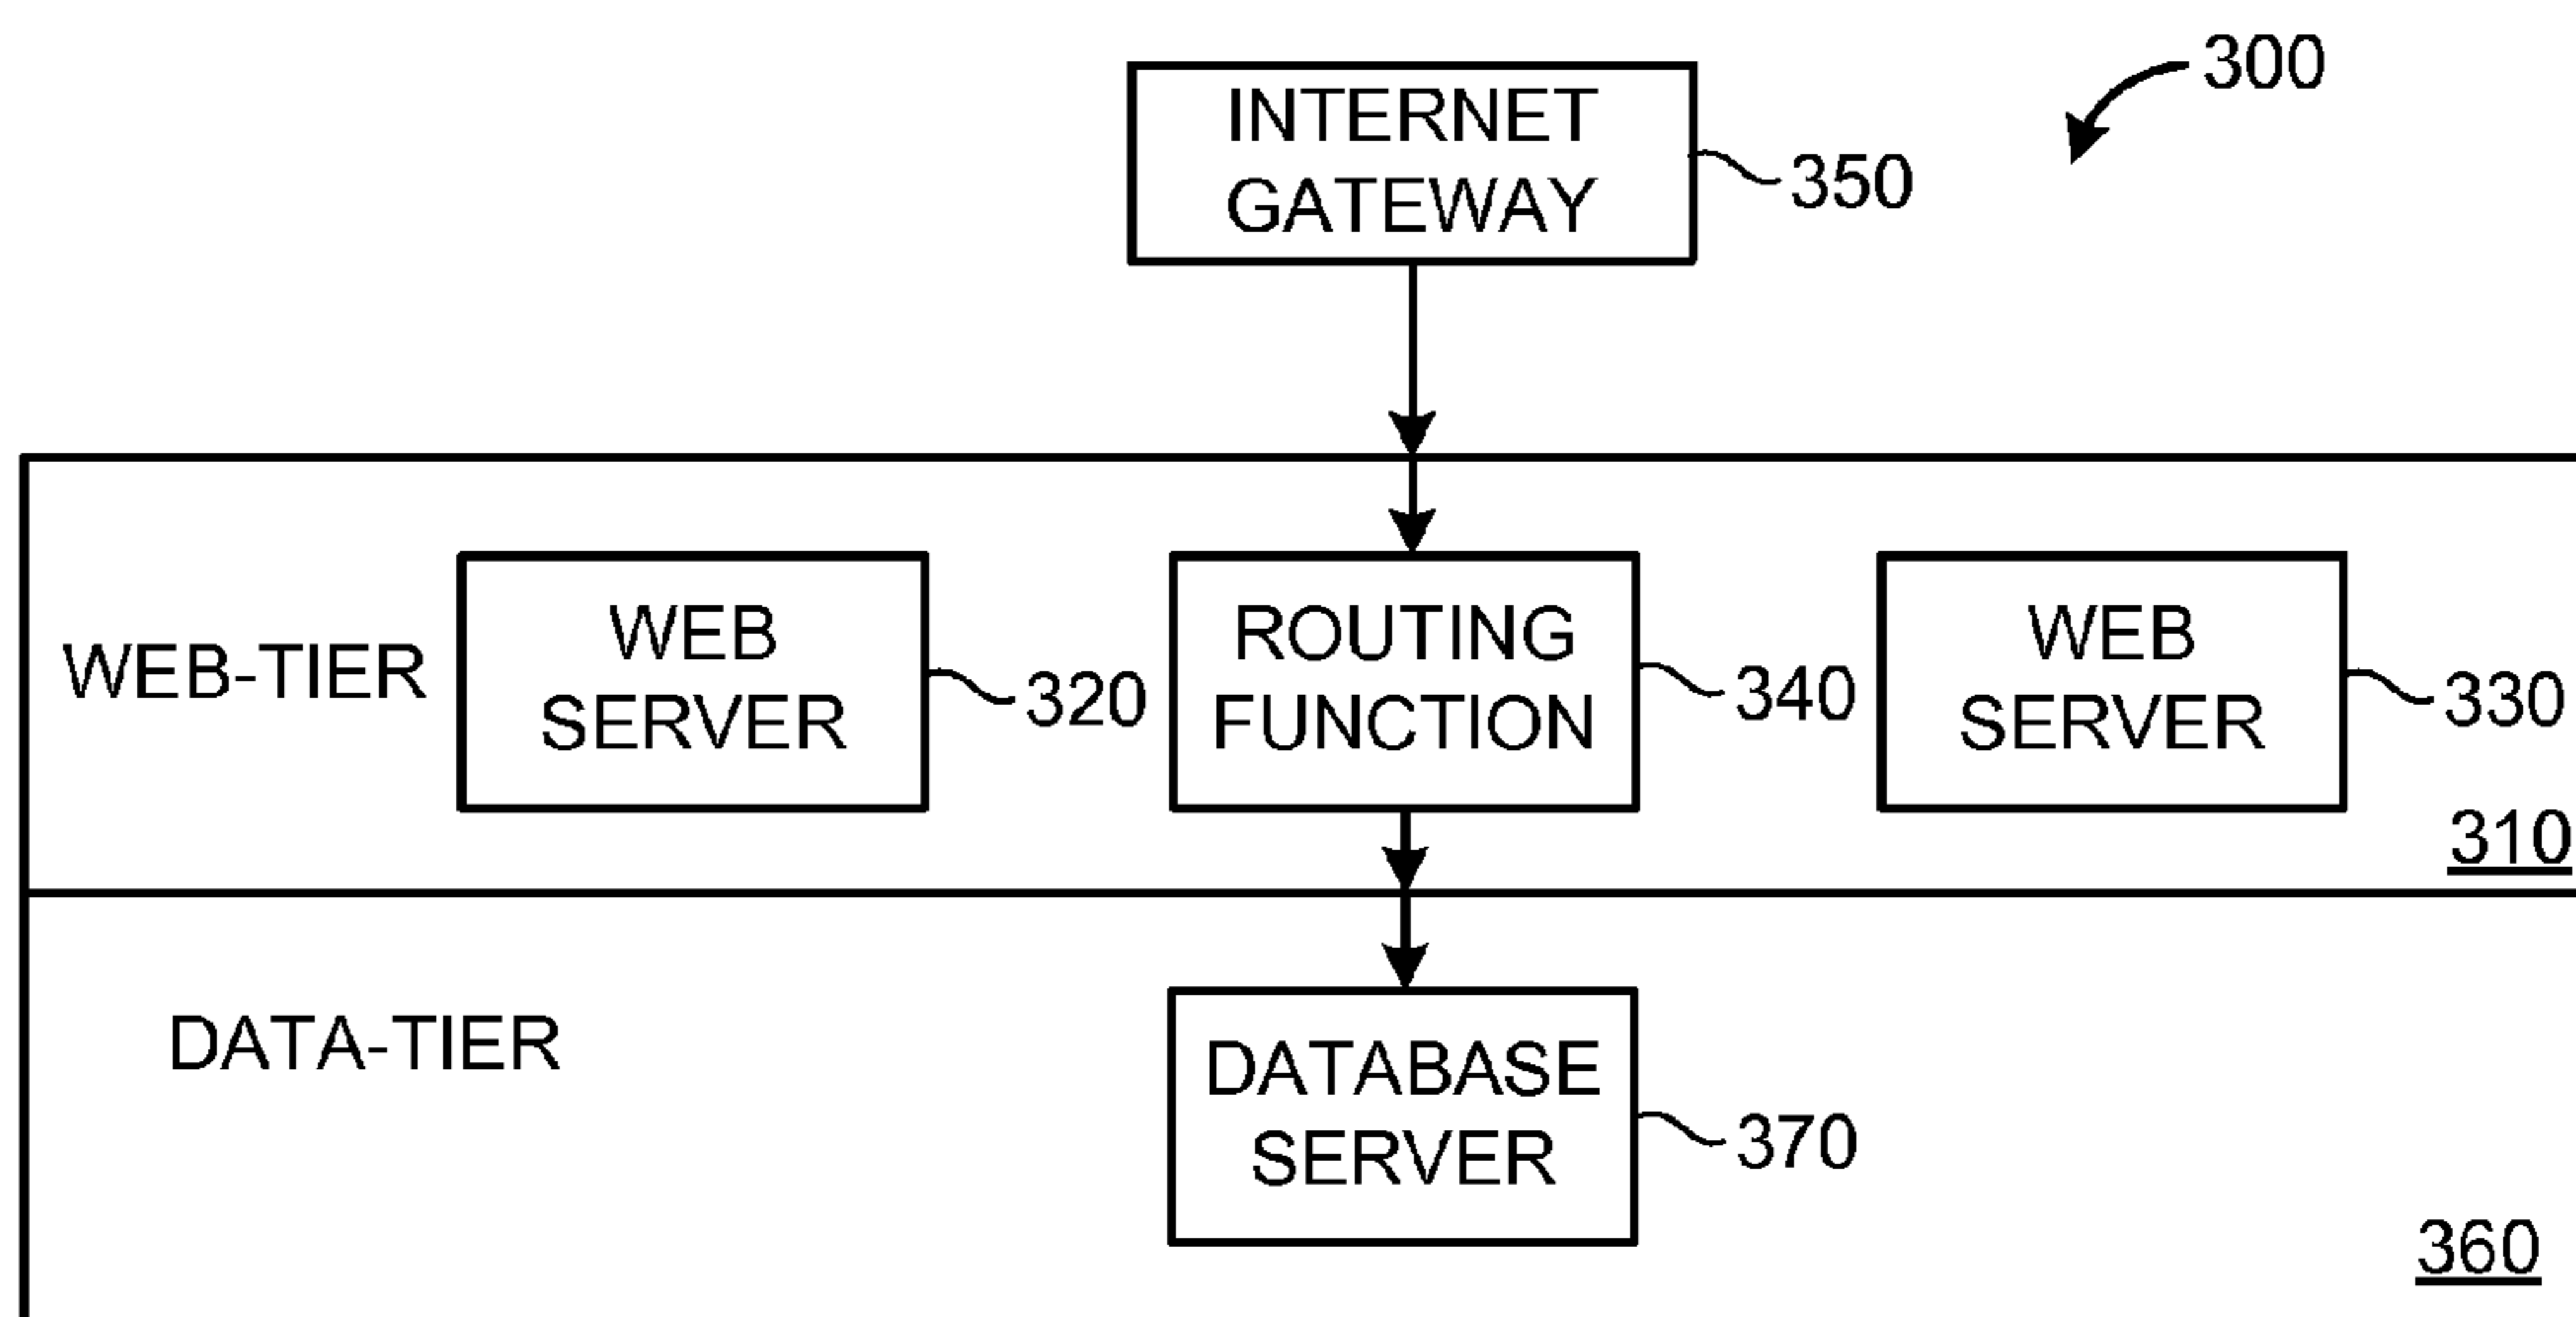 300
INTERNET
GATEWAY
350
WEB-TIER
WEB
SERVER
320
ROUTING
FUNCTION
340
WEB
SERVER
330
310
DATA-TIER
DATABASE
SERVER
370
360